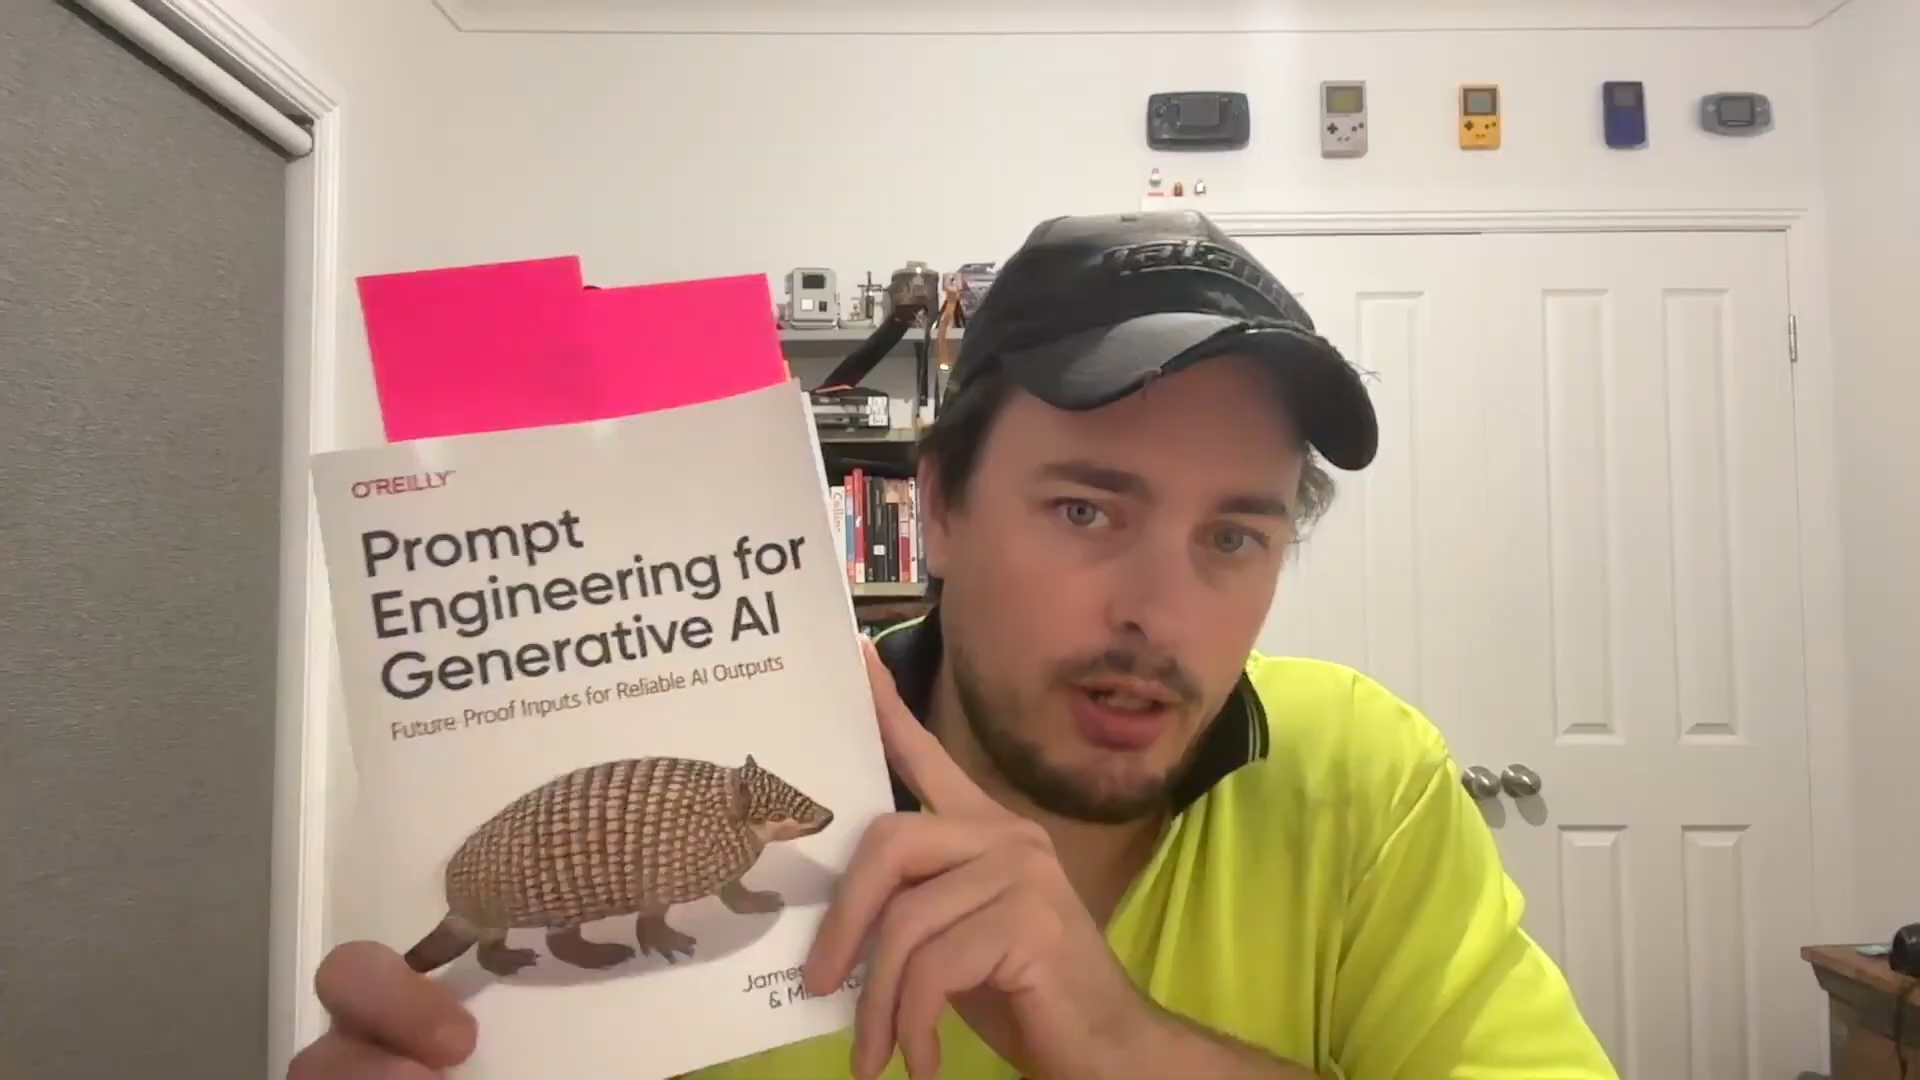 O'REILLY
Prompt
Engineering for
Generative AI
Future-Proof Inputs for Reliable AI Outputs
James
&